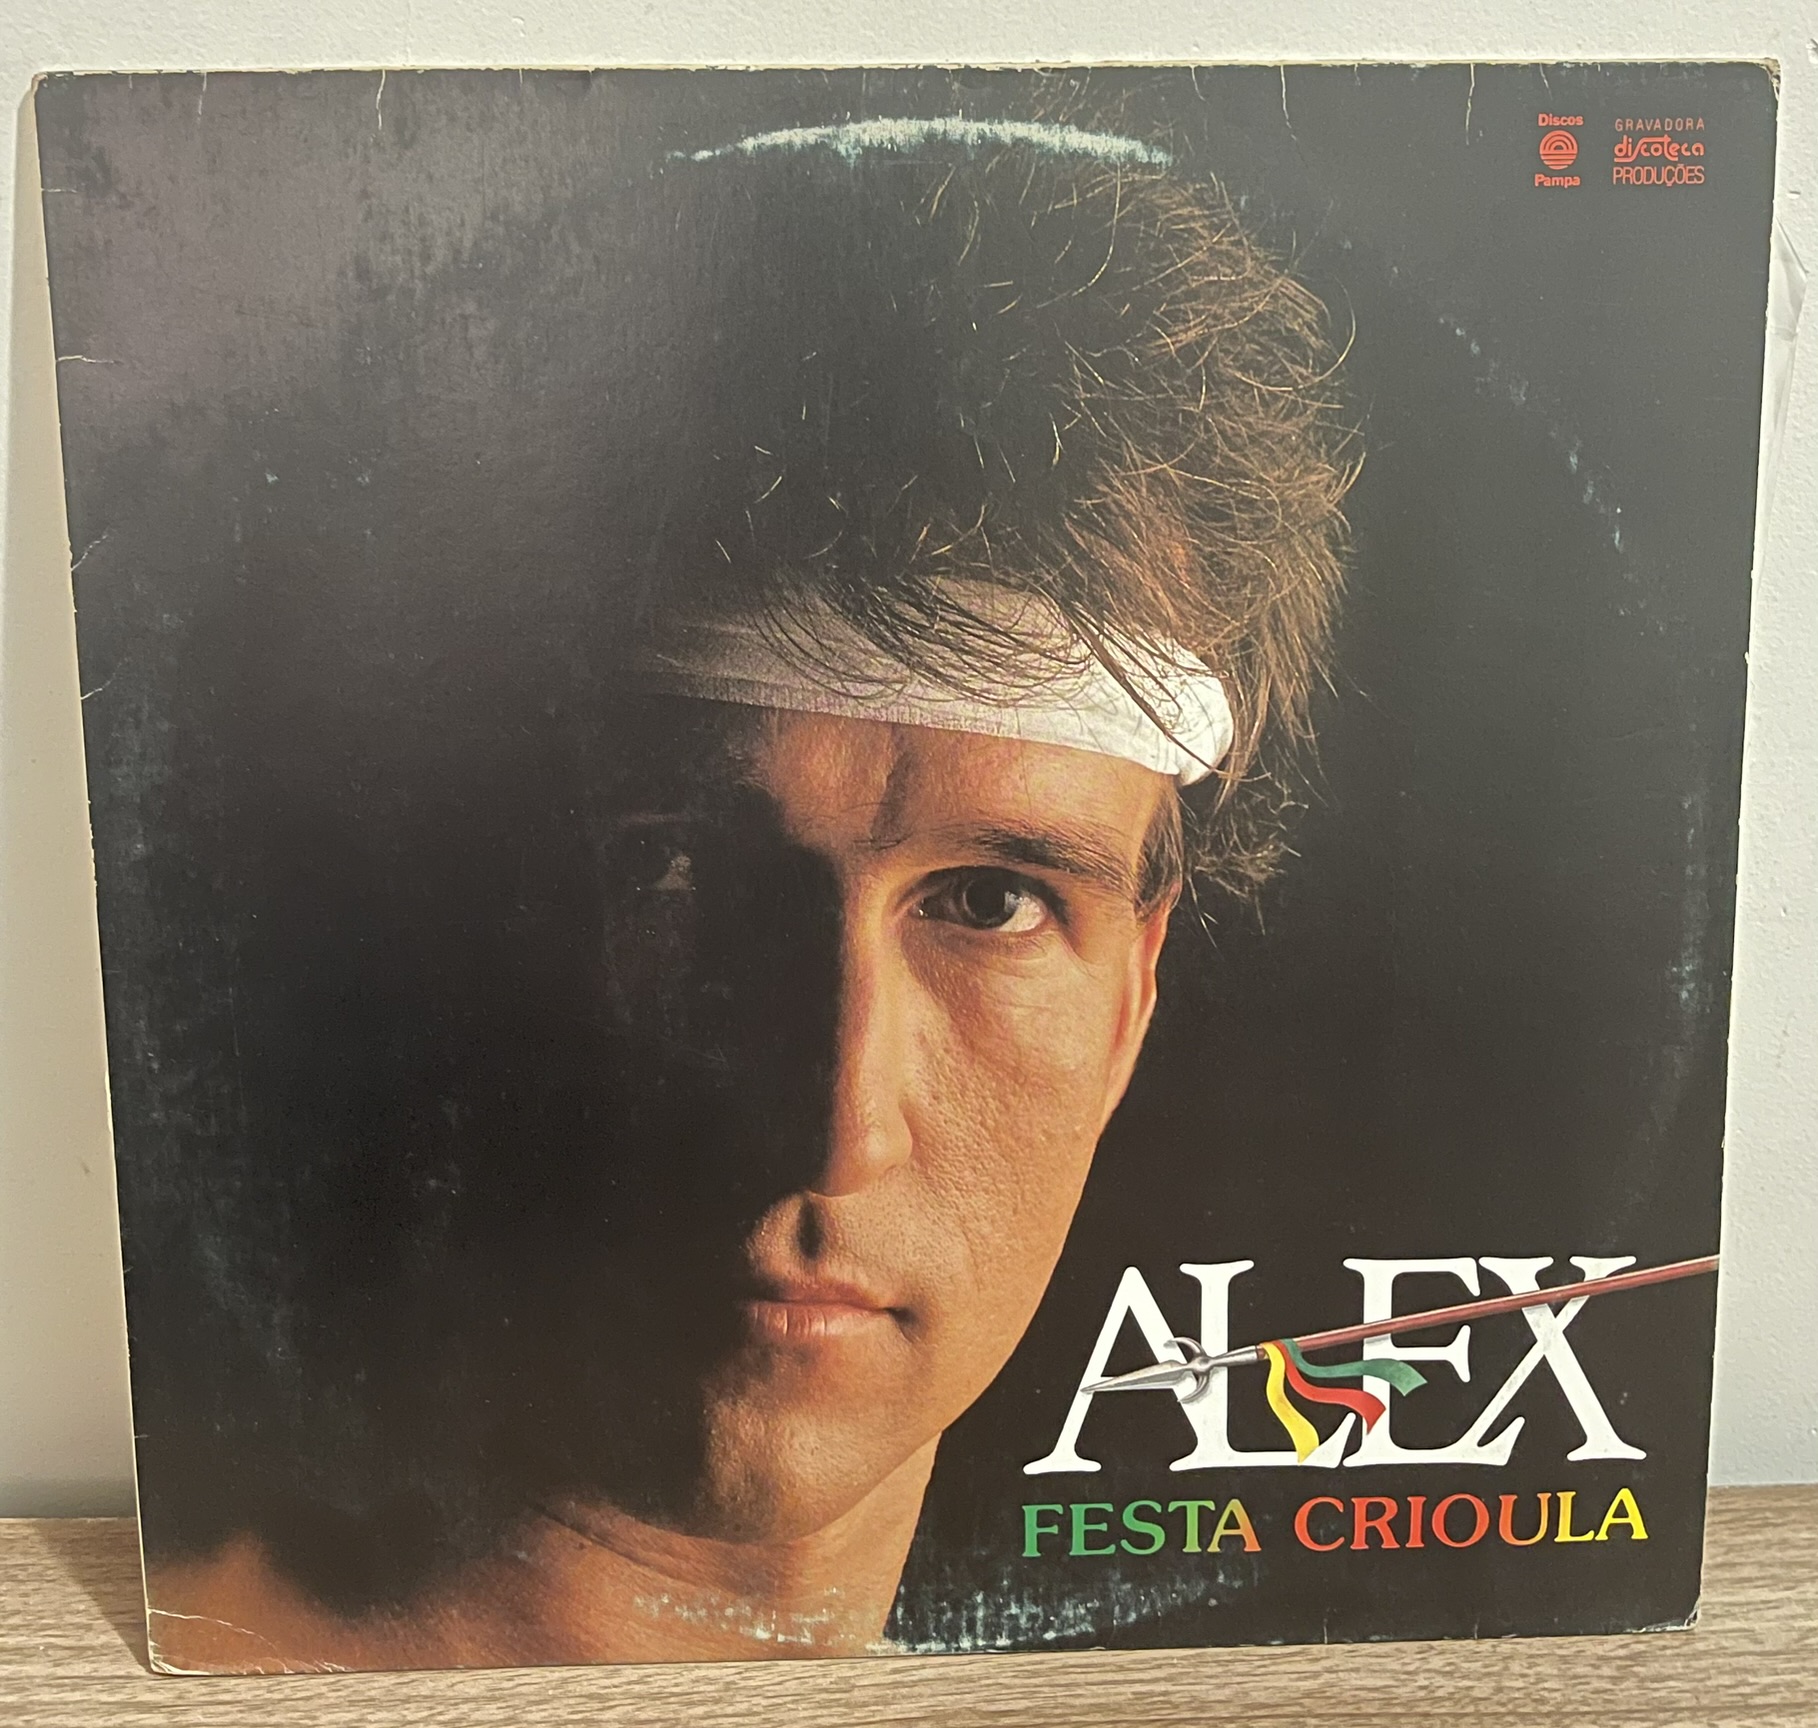 Discos
Pampa
GRAVADORA
discoteca
PRODUÇÕES
ALEX
FESTA CRIOULA